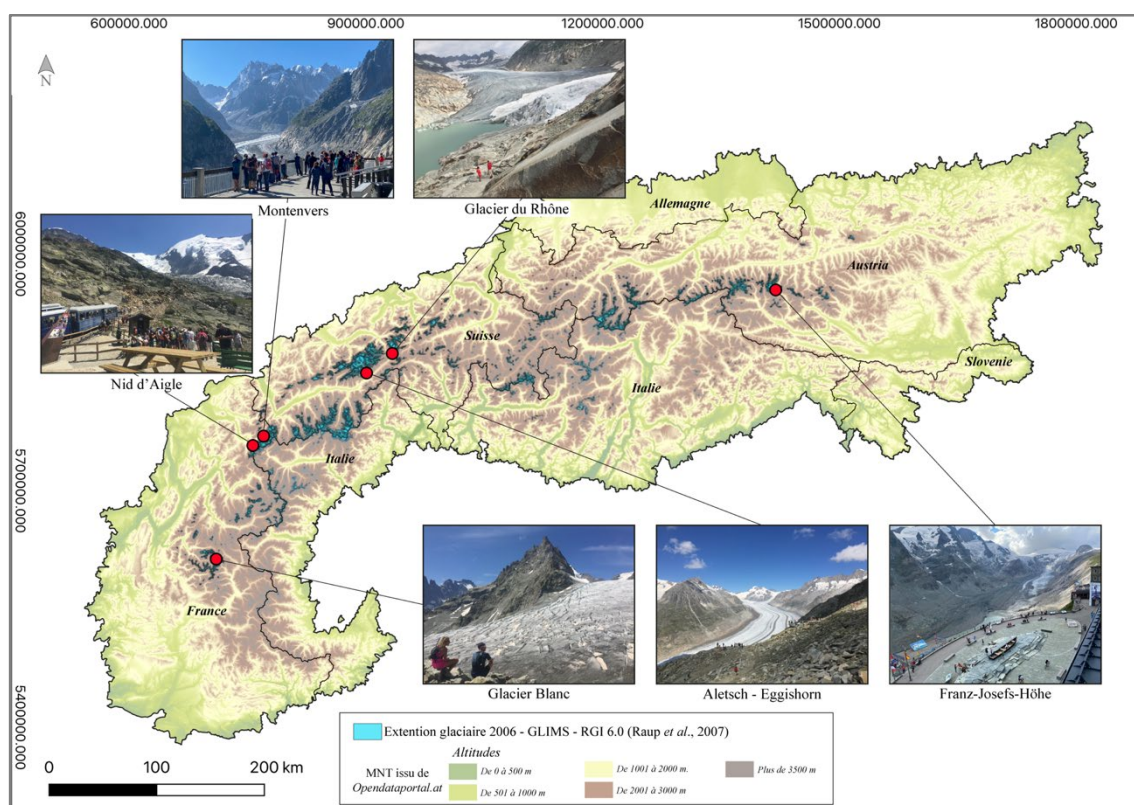 600000.000
900000.000
1200000.000
1500000.000
1800000.000
N
Montenvers
Glacier du Rhône
Allemagne
6000000.000
Austria
Suisse
Nid d'Aigle
Slovenie
Italie
Italie
5700000.000
France
Glacier Blanc
Aletsch - Eggishorn
Franz-Josefs-Höhe
5400000.000
Extention glaciaire 2006 - GLIMS - RGI 6.0 (Raup et al., 2007)
Altitudes
MNT issu de
Opendataportal.at
De 0 à 500 m
De 501 à 1000 m
De 1001 à 2000 m.
De 2001 à 3000 m
Plus de 3500 m
0 100 200 km